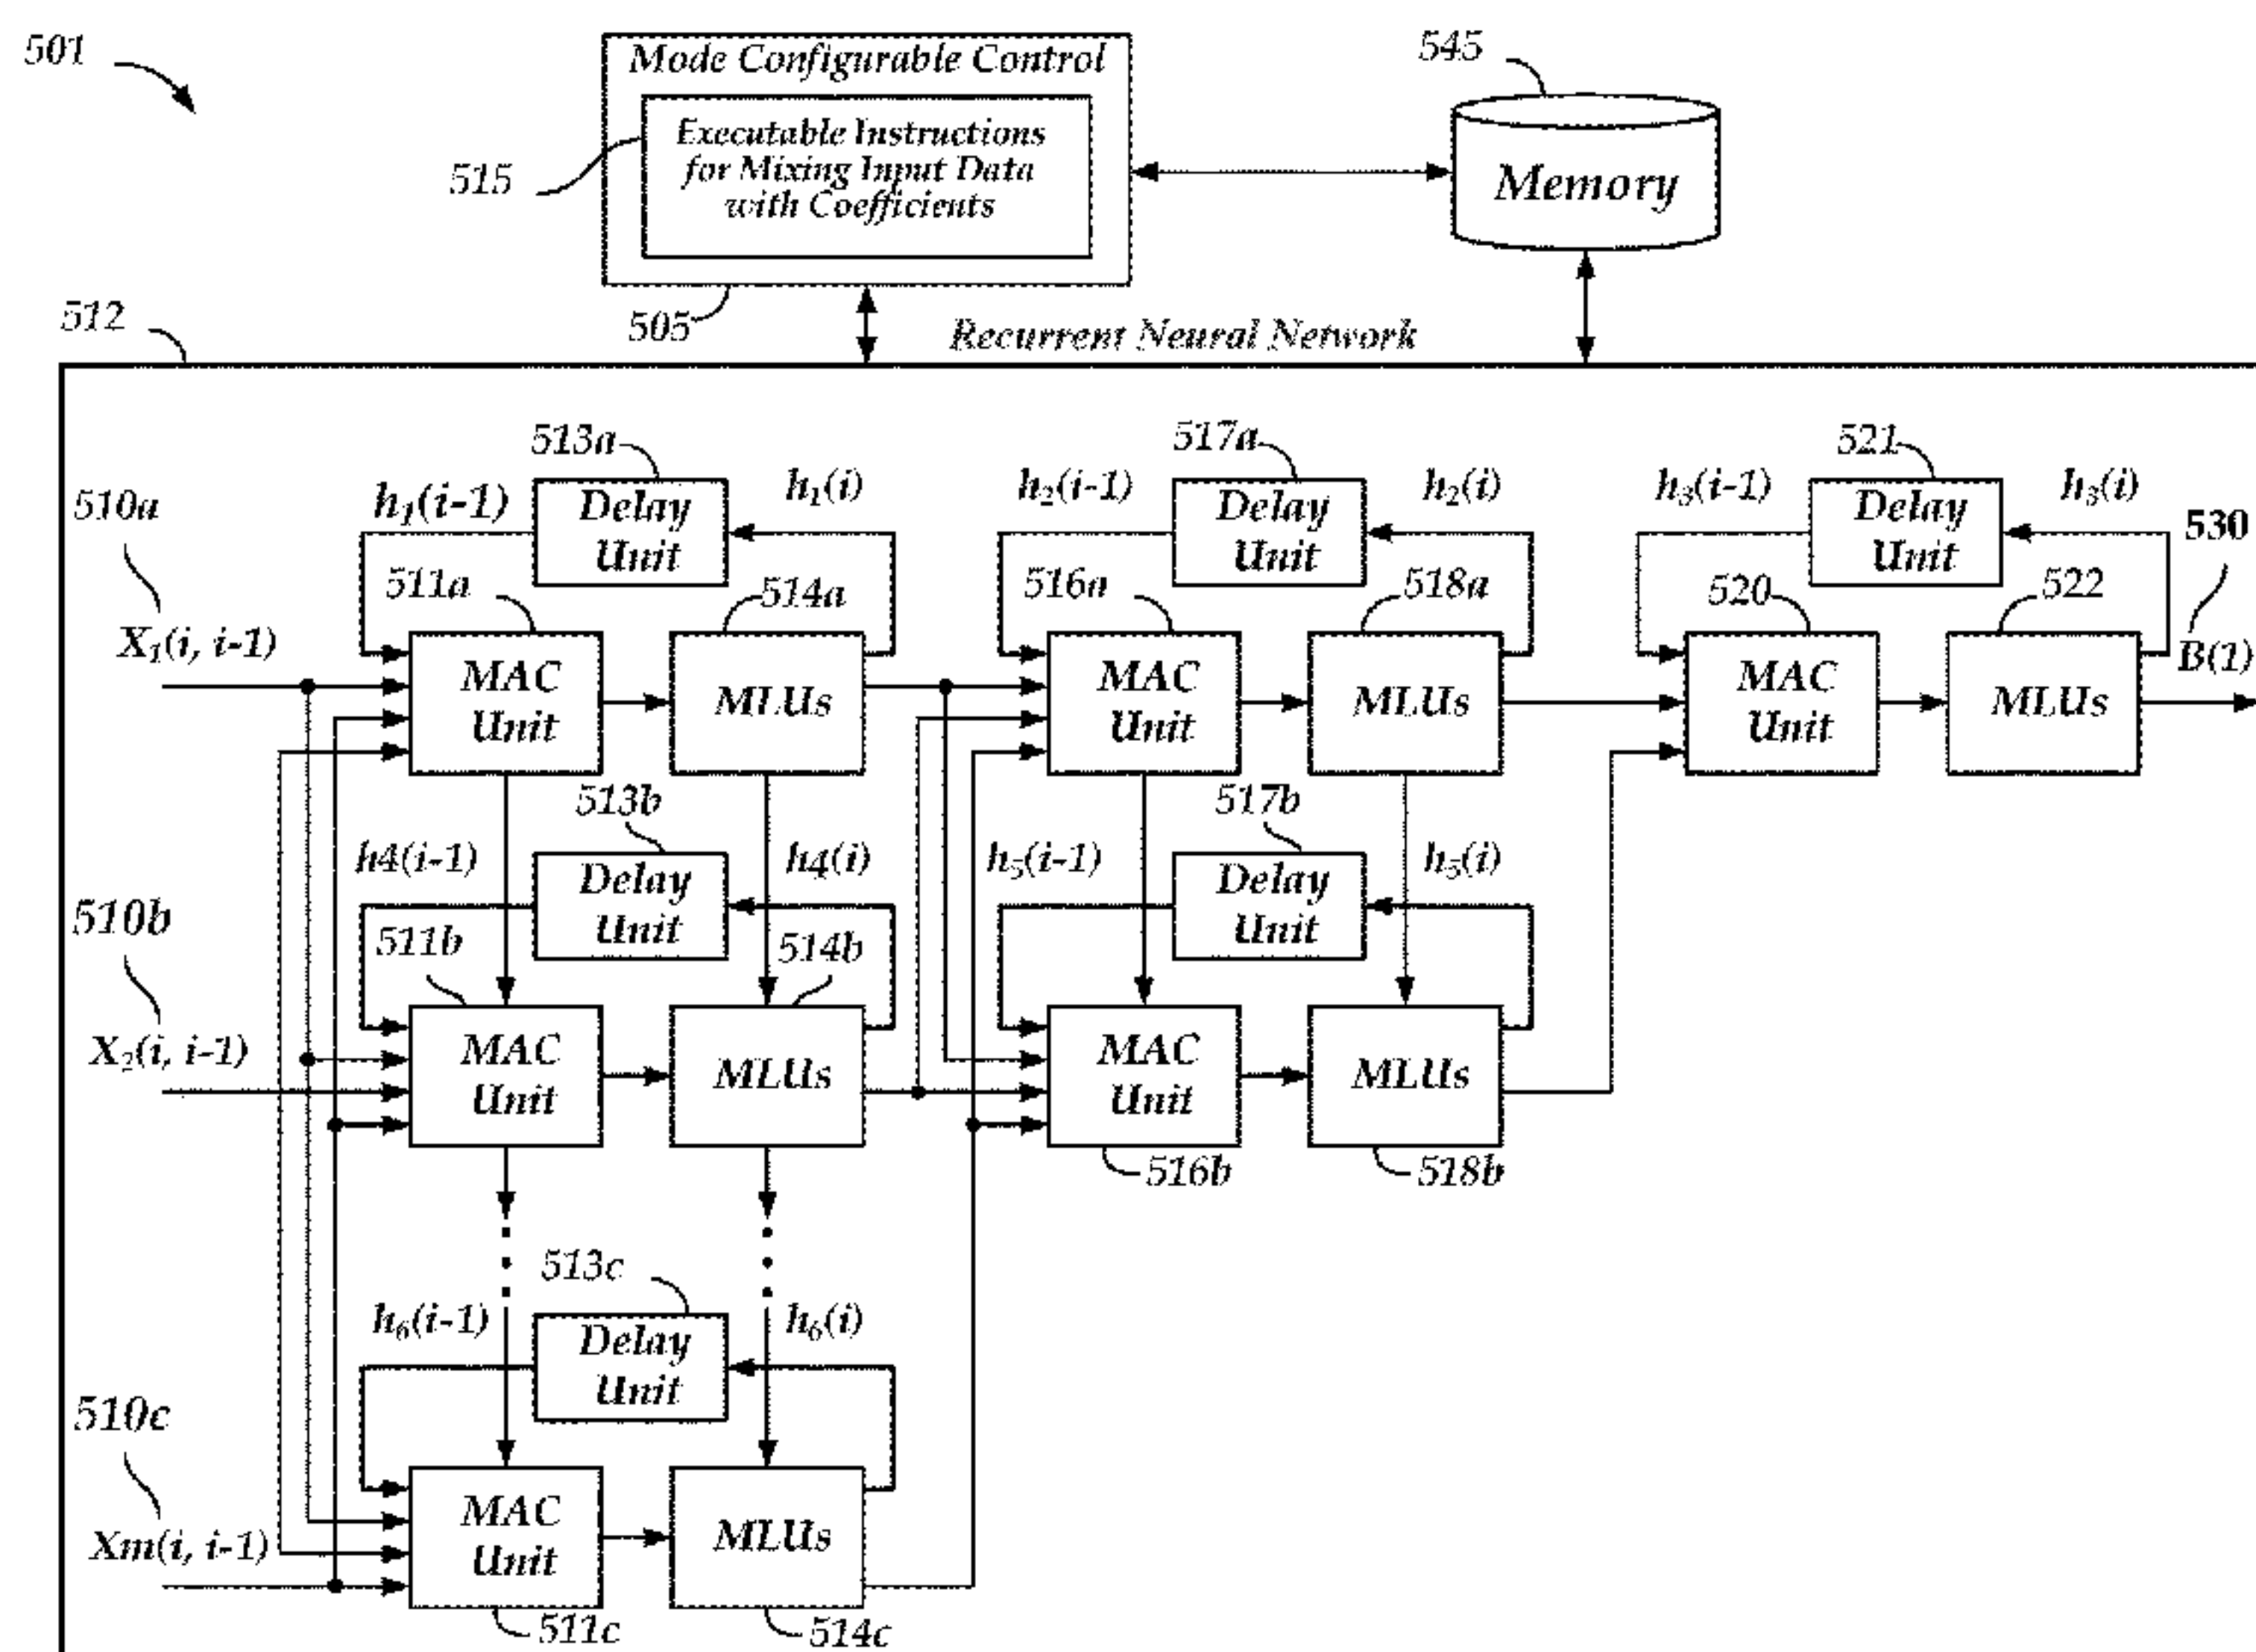 501
Mode Configurable Control
545
Executable Instructions
for Mixing Input Data
with Coefficients
515
Memory
512
505
Recurrent Neural Network
513a
517a
521
510a
h₁(i-1)
Delay
Unit
h₁(i)
h₂(i-1)
Delay
Unit
h₂(i)
h₃(i-1)
Delay
Unit
h₃(i)
530
511a
514a
516a
518a
520
522
X₁(i, i-1)
MAC
Unit
MLUs
MAC
Unit
MLUs
MAC
Unit
MLUs
B(1)
513b
517b
h4(i-1)
Delay
Unit
h4(i)
h₅(i-1)
Delay
Unit
h₅(i)
510b
511b
514b
X₂(i, i-1)
MAC
Unit
MLUs
MAC
Unit
MLUs
516b
518b
513c
h₆(i-1)
Delay
Unit
h₆(i)
510c
Xm(i, i-1)
MAC
Unit
MLUs
511c
514c